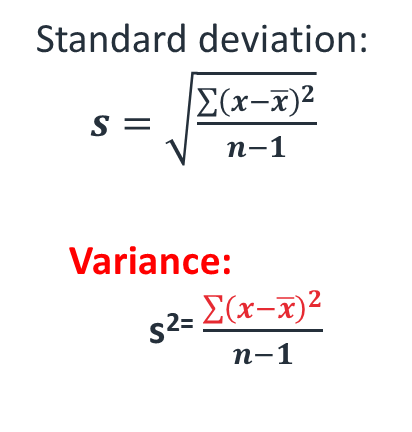 Standard deviation:
s = √(∑(x−x̅)²/n−1)
Variance:
s²= ∑(x−x̅)²/n−1